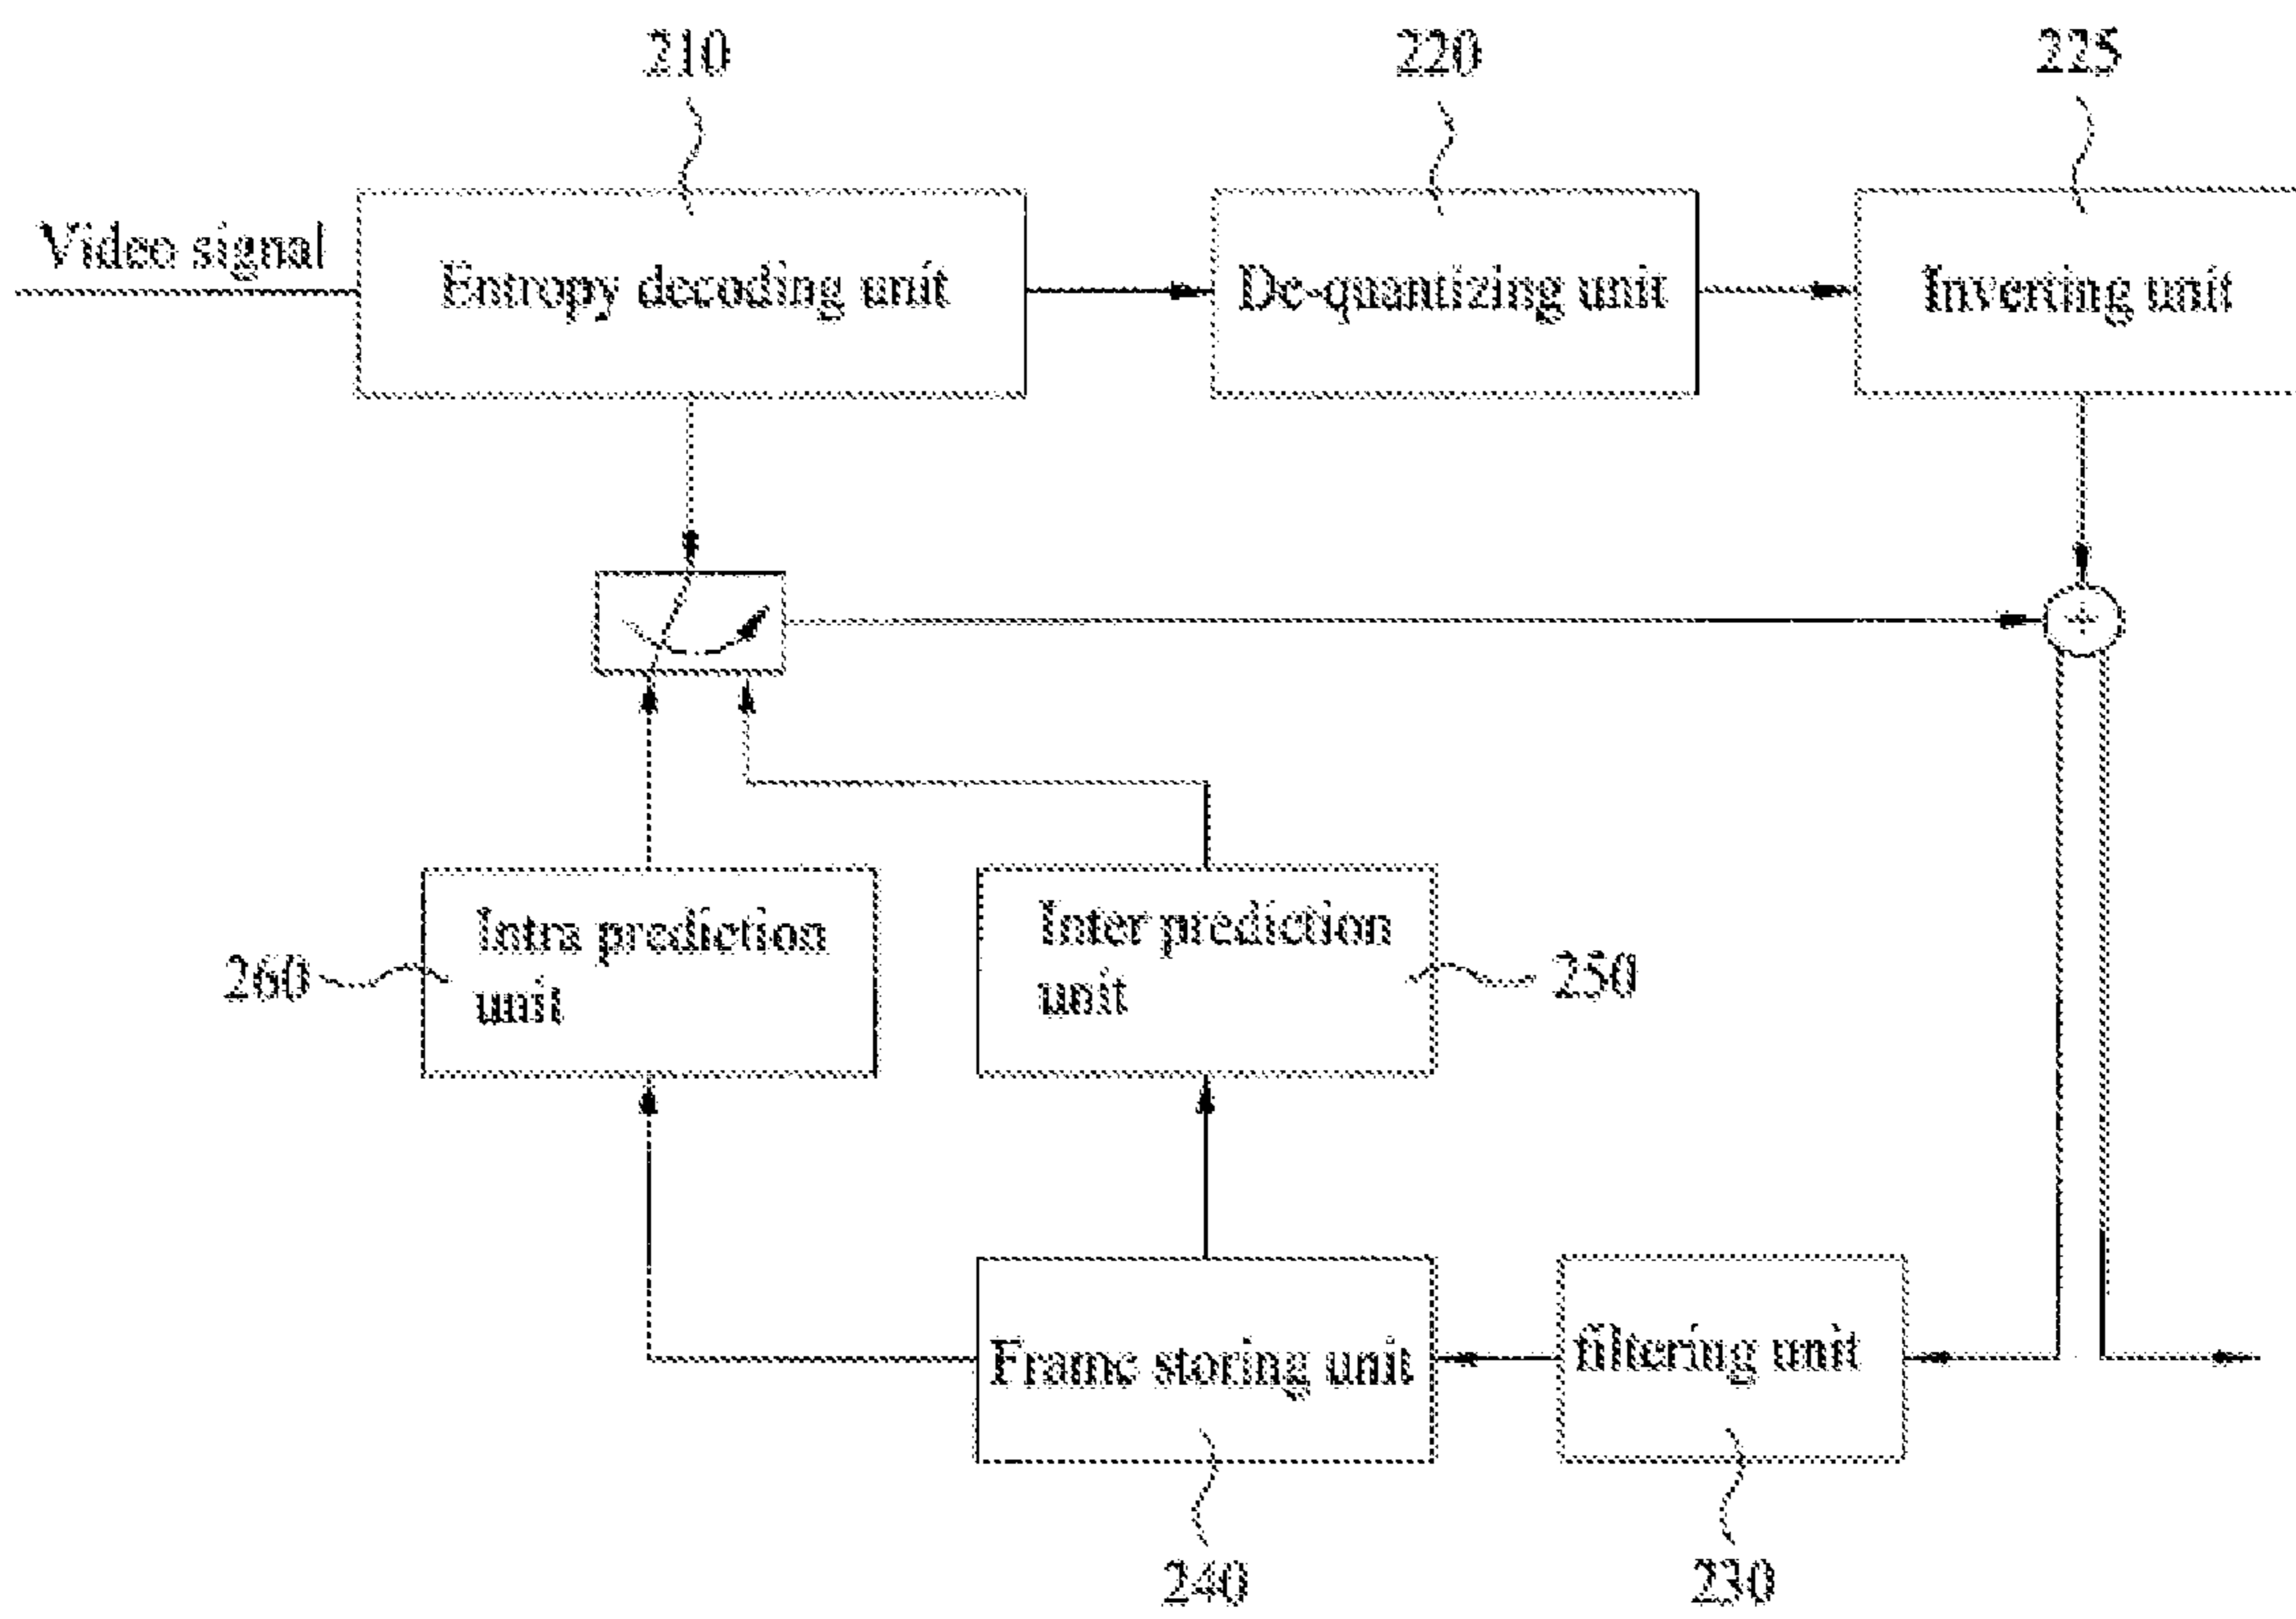 210
220
225
Video signal
Entropy decoding unit
De-quantizing unit
Inverting unit
+
Intra prediction
unit
260
Inter prediction
unit
250
Frame storing unit
filtering unit
240
230